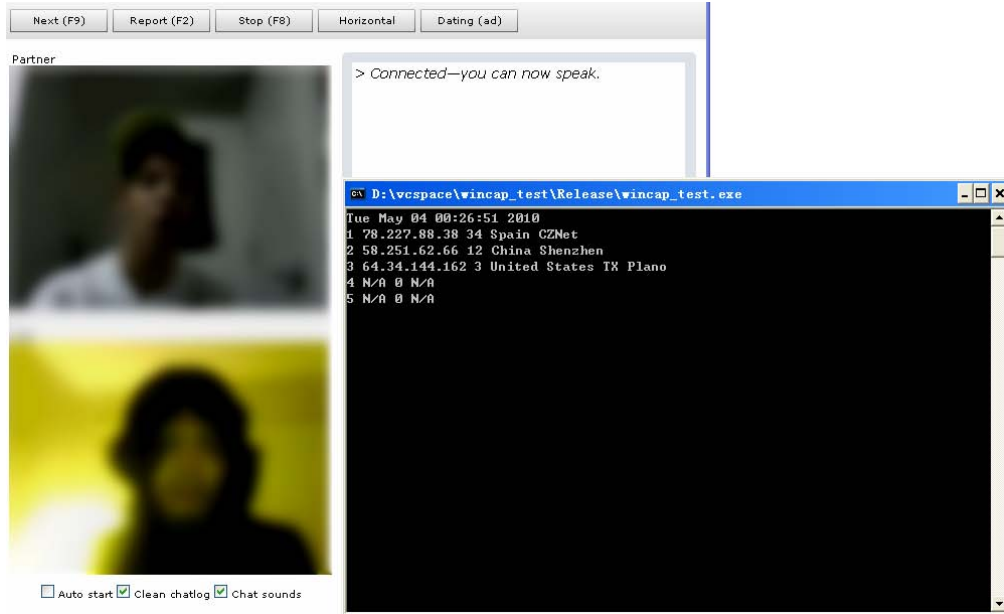 Next (F9) Report (F2) Stop (F8) Horizontal Dating (ad)
Partner
> Connected—you can now speak.
D:\vcspace\wincap_test\Release\wincap_test.exe
Tue May 04 00:26:51 2010
1 78.227.88.38 34 Spain CZNet
2 58.251.62.66 12 China Shenzhen
3 64.34.144.162 3 United States TX Plano
4 N/A 0 N/A
5 N/A 0 N/A
Auto start Clean chatlog Chat sounds